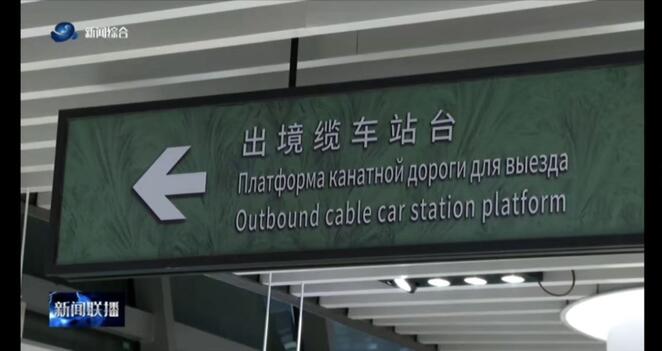 新闻综合
出境缆车站台
Платформа канатной дороги для выезда
Outbound cable car station platform
新闻联播